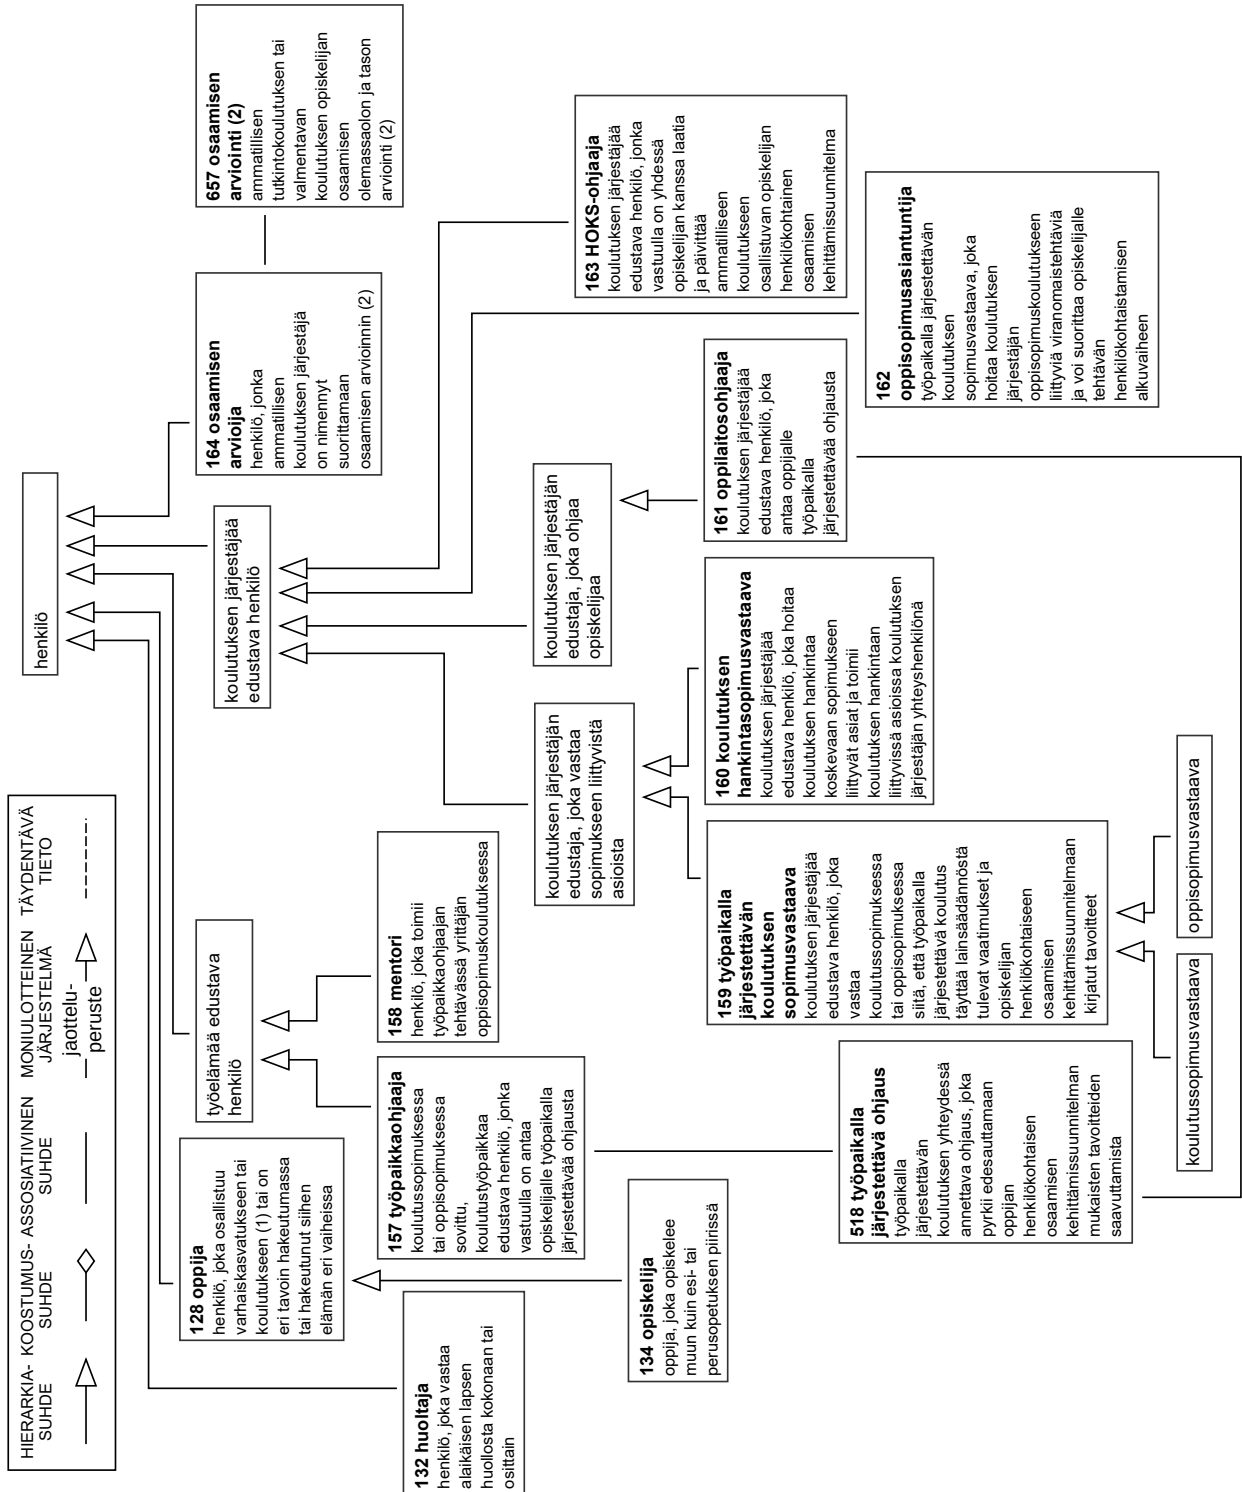 HIERARKIA-
SUHDE
KOOSTUMUS-
SUHDE
ASSOSIATIIVINEN
SUHDE
MONIULOTTEINEN
JÄRJESTELMÄ
jaottelu-
peruste
TÄYDENTÄVÄ
TIETO
henkilö
132 huoltaja
henkilö, joka vastaa
alaikäisen lapsen
huollosta kokonaan tai
osittain
128 oppija
henkilö, joka osallistuu
varhaiskasvatukseen tai
koulutukseen (1) tai on
eri tavoin hakeutumassa
tai hakeutunut siihen
elämän eri vaiheissa
134 opiskelija
oppija, joka opiskelee
muun kuin esi- tai
perusopetuksen piirissä
työelämää edustava
henkilö
157 työpaikkaohjaaja
koulutussopimuksessa
tai oppisopimuksessa
sovittu,
koulutustyöpaikkaa
edustava henkilö, jonka
vastuulla on antaa
opiskelijalle työpaikalla
järjestettävää ohjausta
158 mentori
henkilö, joka toimii
työpaikkaohjaajan
tehtävässä yrittäjän
oppisopimuskoulutuksessa
518 työpaikalla
järjestettävä ohjaus
työpaikalla
järjestettävän
koulutuksen yhteydessä
annettava ohjaus, joka
pyrkii edesauttamaan
oppijan
henkilökohtaisen
osaamisen
kehittämissuunnitelman
mukaisten tavoitteiden
saavuttamista
koulutuksen järjestäjää
edustava henkilö
koulutuksen järjestäjän
edustaja, joka vastaa
sopimukseen liittyvistä
asioista
159 työpaikalla
järjestettävän
koulutuksen
sopimusvastaava
koulutuksen järjestäjää
edustava henkilö, joka
vastaa
koulutussopimuksessa
tai oppisopimuksessa
siitä, että työpaikalla
järjestettävä koulutus
täyttää lainsäädännöstä
tulevat vaatimukset ja
opiskelijan
henkilökohtaiseen
osaamisen
kehittämissuunnitelmaan
kirjatut tavoitteet
koulutussopimusvastaava
oppisopimusvastaava
160 koulutuksen
hankintasopimusvastaava
koulutuksen järjestäjää
edustava henkilö, joka hoitaa
koulutuksen hankintaa
koskevaan sopimukseen
liittyvät asiat ja toimii
koulutuksen hankintaan
liittyvissä asioissa koulutuksen
järjestäjän yhteyshenkilönä
koulutuksen järjestäjän
edustaja, joka ohjaa
opiskelijaa
161 oppilaitosohjaaja
koulutuksen järjestäjää
edustava henkilö, joka
antaa oppijalle
työpaikalla
järjestettävää ohjausta
162
oppisopimusasiantuntija
työpaikalla järjestettävän
koulutuksen
sopimusvastaava, joka
hoitaa koulutuksen
järjestäjän
oppisopimuskoulutukseen
liittyviä viranomaistehtäviä
ja voi suorittaa opiskelijalle
tehtävän
henkilökohtaistamisen
alkuvaiheen
163 HOKS-ohjaaja
koulutuksen järjestäjää
edustava henkilö, jonka
vastuulla on yhdessä
opiskelijan kanssa laatia
ja päivittää
ammatilliseen
koulutukseen
osallistuvan opiskelijan
henkilökohtainen
osaamisen
kehittämissuunnitelma
164 osaamisen
arvioija
henkilö, jonka
ammatillisen
koulutuksen järjestäjä
on nimennyt
suorittamaan
osaamisen arvioinnin (2)
657 osaamisen
arviointi (2)
ammatillisen
tutkintokoulutuksen tai
valmentavan
koulutuksen opiskelijan
osaamisen
olemassaolon ja tason
arviointi (2)